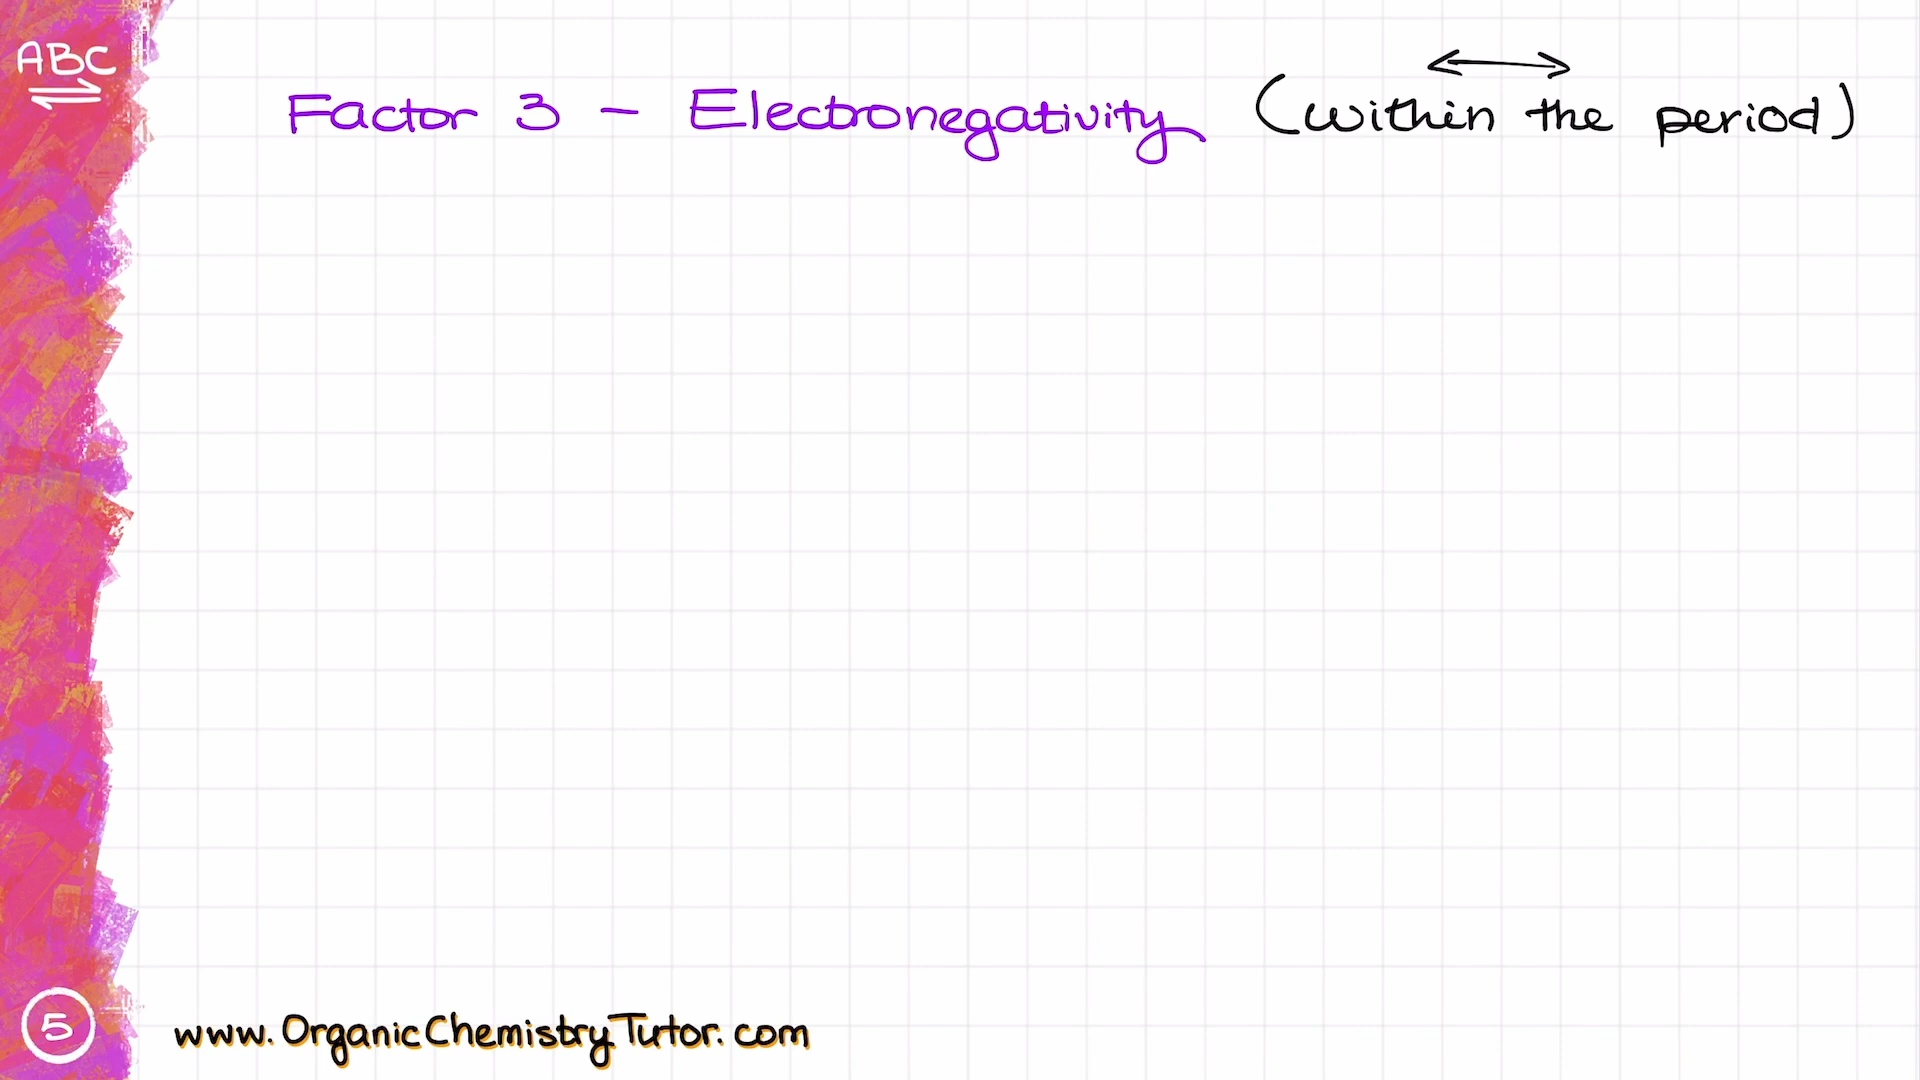 ABC
Factor 3 - Electronegativity (within the period)
5
www.OrganicChemistryTutor.com